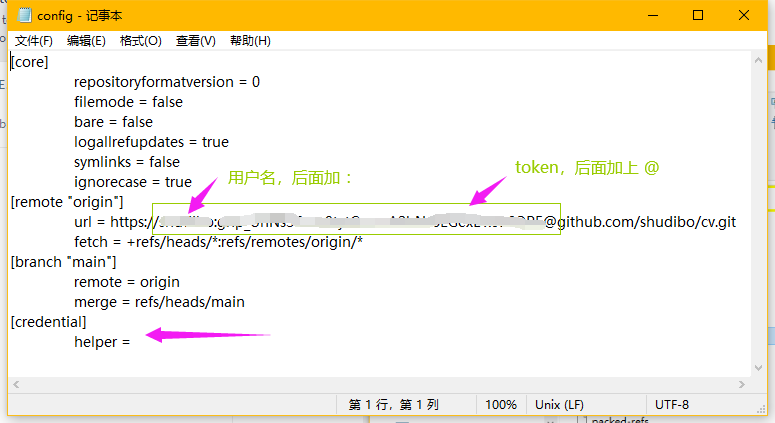 config - 记事本
文件(F) 编辑(E) 格式(O) 查看(V) 帮助(H)
[core]
repositoryformatversion = 0
filemode = false
bare = false
logallrefupdates = true
symlinks = false
ignorecase = true
用户名，后面加 :
token，后面加上 @
[remote "origin"]
url = https:// @github.com/shudibo/cv.git
fetch = +refs/heads/*:refs/remotes/origin/*
[branch "main"]
remote = origin
merge = refs/heads/main
[credential]
helper =
第 1 行，第 1 列 100% Unix (LF) UTF-8
packed-refs